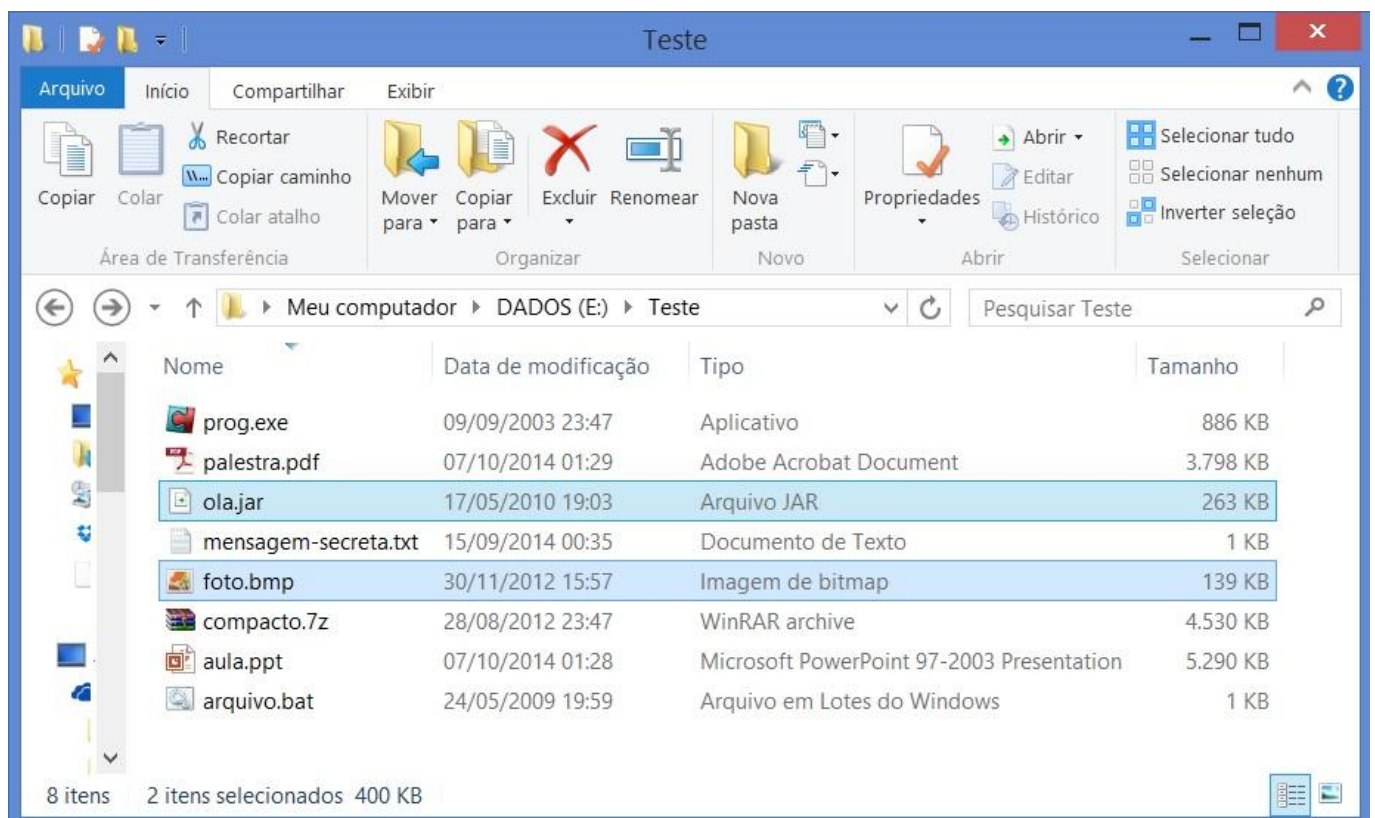 Teste
Arquivo Início Compartilhar Exibir
Copiar
Colar
Recortar
Copiar caminho
Colar atalho
Área de Transferência
Mover para
Copiar para
Excluir
Renomear
Organizar
Nova pasta
Novo
Propriedades
Abrir
Editar
Histórico
Abrir
Selecionar tudo
Selecionar nenhum
Inverter seleção
Selecionar
Meu computador DADOS (E:) Teste
Pesquisar Teste
Nome Data de modificação Tipo Tamanho
prog.exe 09/09/2003 23:47 Aplicativo 886 KB
palestra.pdf 07/10/2014 01:29 Adobe Acrobat Document 3.798 KB
ola.jar 17/05/2010 19:03 Arquivo JAR 263 KB
mensagem-secreta.txt 15/09/2014 00:35 Documento de Texto 1 KB
foto.bmp 30/11/2012 15:57 Imagem de bitmap 139 KB
compacto.7z 28/08/2012 23:47 WinRAR archive 4.530 KB
aula.ppt 07/10/2014 01:28 Microsoft PowerPoint 97-2003 Presentation 5.290 KB
arquivo.bat 24/05/2009 19:59 Arquivo em Lotes do Windows 1 KB
8 itens 2 itens selecionados 400 KB